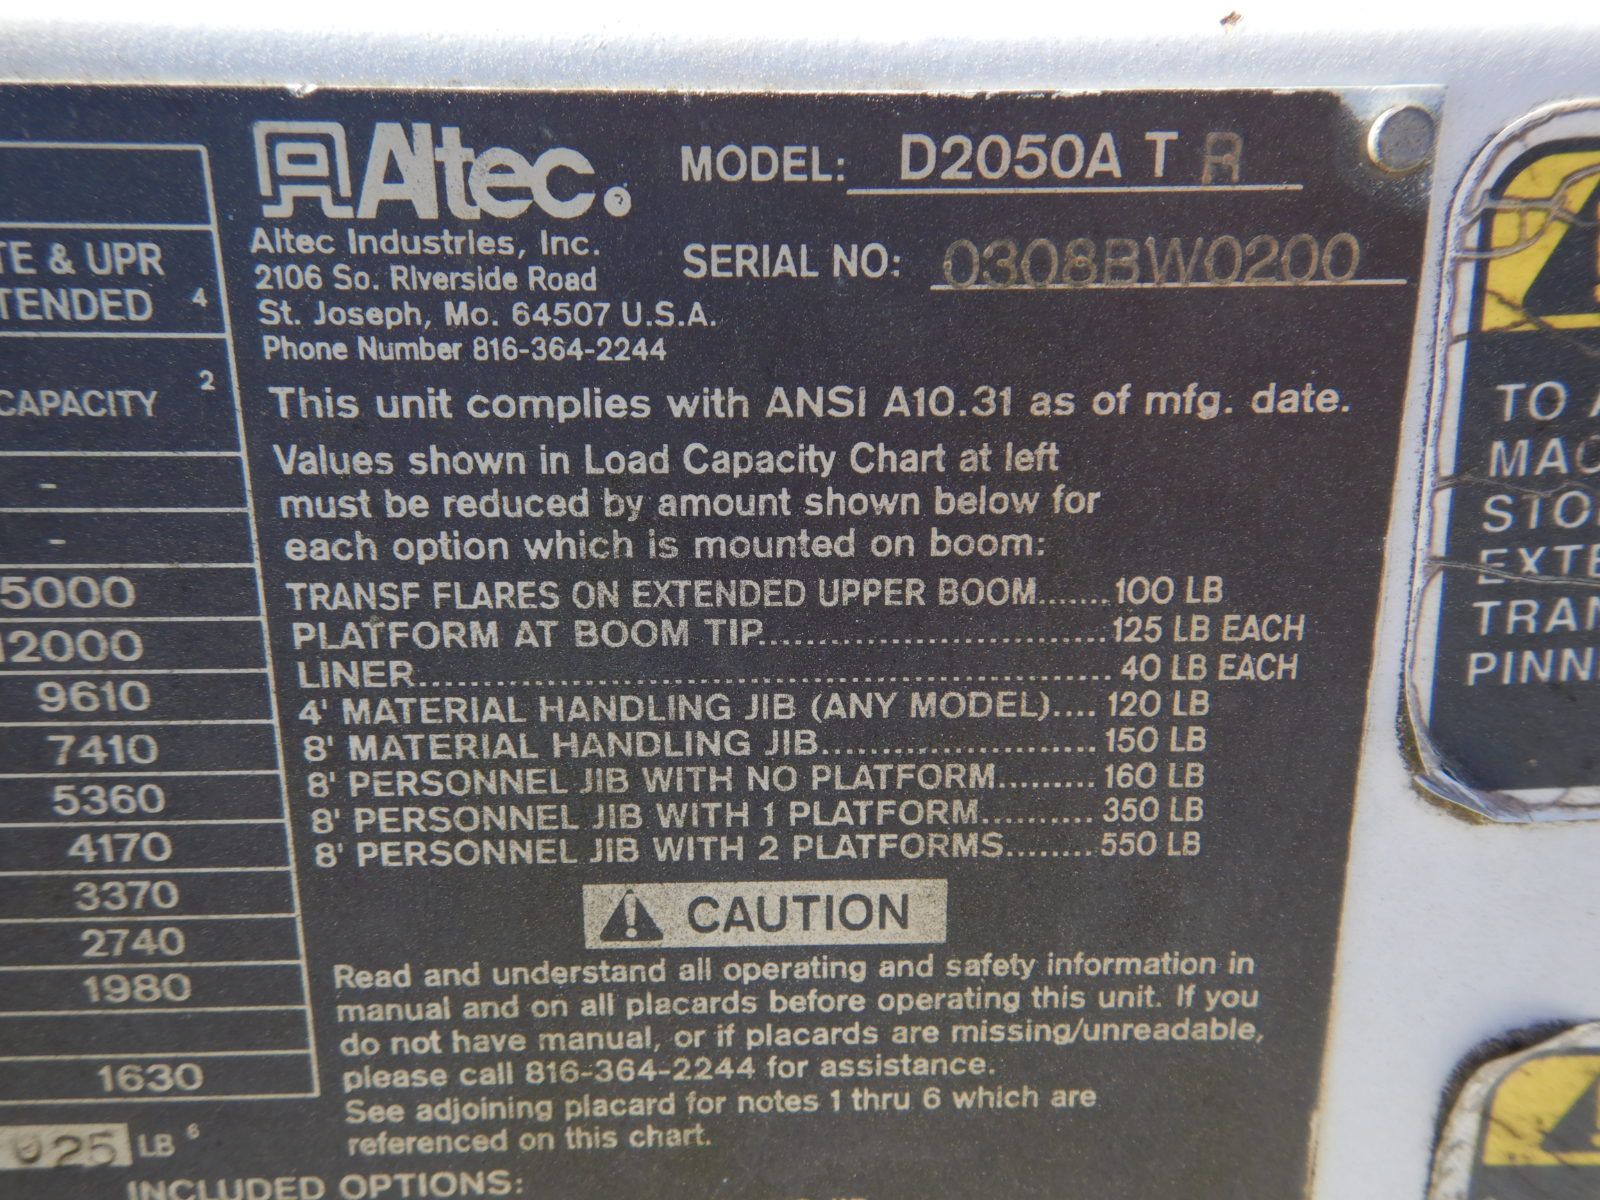 TE & UPR
TENDED 4
CAPACITY 2
-
-
5000
12000
9610
7410
5360
4170
3370
2740
1980
1630
025 LB 6
Altec
MODEL: D2050A T R
Altec Industries, Inc.
2106 So. Riverside Road
St. Joseph, Mo. 64507 U.S.A.
Phone Number 816-364-2244
SERIAL NO: 0308BW0200
This unit complies with ANSI A10.31 as of mfg. date.
Values shown in Load Capacity Chart at left
must be reduced by amount shown below for
each option which is mounted on boom:
TRANSF FLARES ON EXTENDED UPPER BOOM.......100 LB
PLATFORM AT BOOM TIP..............................125 LB EACH
LINER......................................................40 LB EACH
4' MATERIAL HANDLING JIB (ANY MODEL)....120 LB
8' MATERIAL HANDLING JIB........................150 LB
8' PERSONNEL JIB WITH NO PLATFORM.........160 LB
8' PERSONNEL JIB WITH 1 PLATFORM..........350 LB
8' PERSONNEL JIB WITH 2 PLATFORMS........550 LB
CAUTION
Read and understand all operating and safety information in
manual and on all placards before operating this unit. If you
do not have manual, or if placards are missing/unreadable,
please call 816-364-2244 for assistance.
See adjoining placard for notes 1 thru 6 which are
referenced on this chart.
INCLUDED OPTIONS:
TO
MAC
STO
EXTE
TRAN
PINN